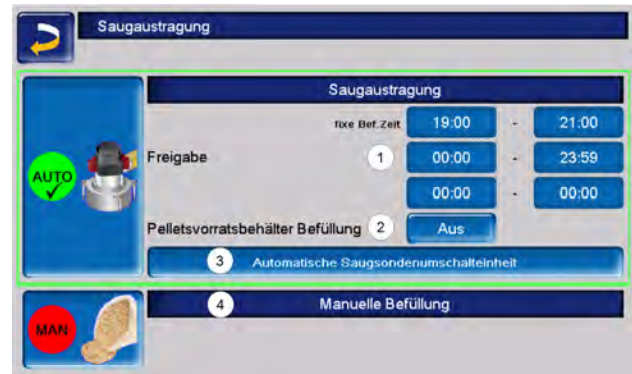 Saugaustragung
Saugaustragung
fixe Bef.Zeit 19:00 - 21:00
Freigabe 1 00:00 - 23:59
00:00 - 00:00
AUTO
Pelletsvorratsbehälter Befüllung 2 Aus
3 Automatische Saugsondenumschalteinheit
4 Manuelle Befüllung
MAN